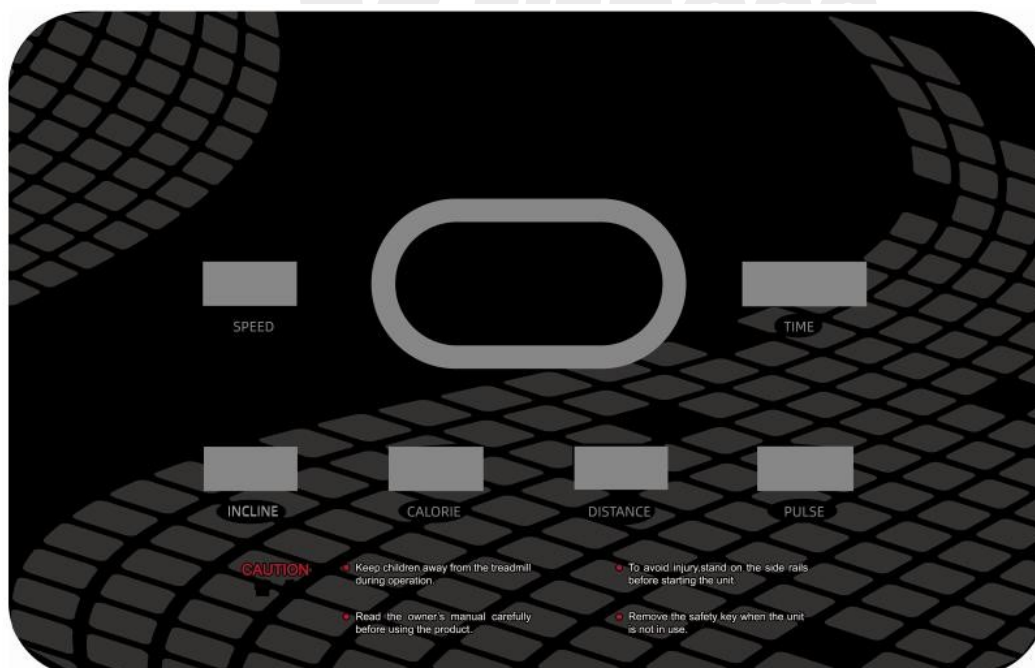 SPEED
TIME
INCLINE
CALORIE
DISTANCE
PULSE
CAUTION
Keep children away from the treadmill
during operation.
Read the owner's manual carefully
before using the product.
To avoid injury,stand on the side rails
before starting the unit.
Remove the safety key when the unit
is not in use.